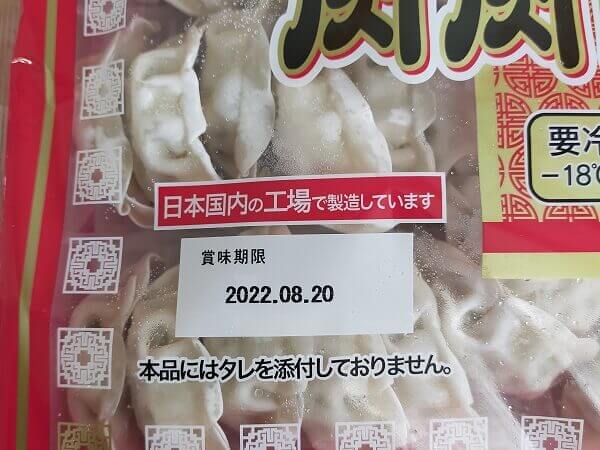 要冷
-18℃
日本国内の工場で製造しています
賞味期限
2022.08.20
本品にはタレを添付しておりません。